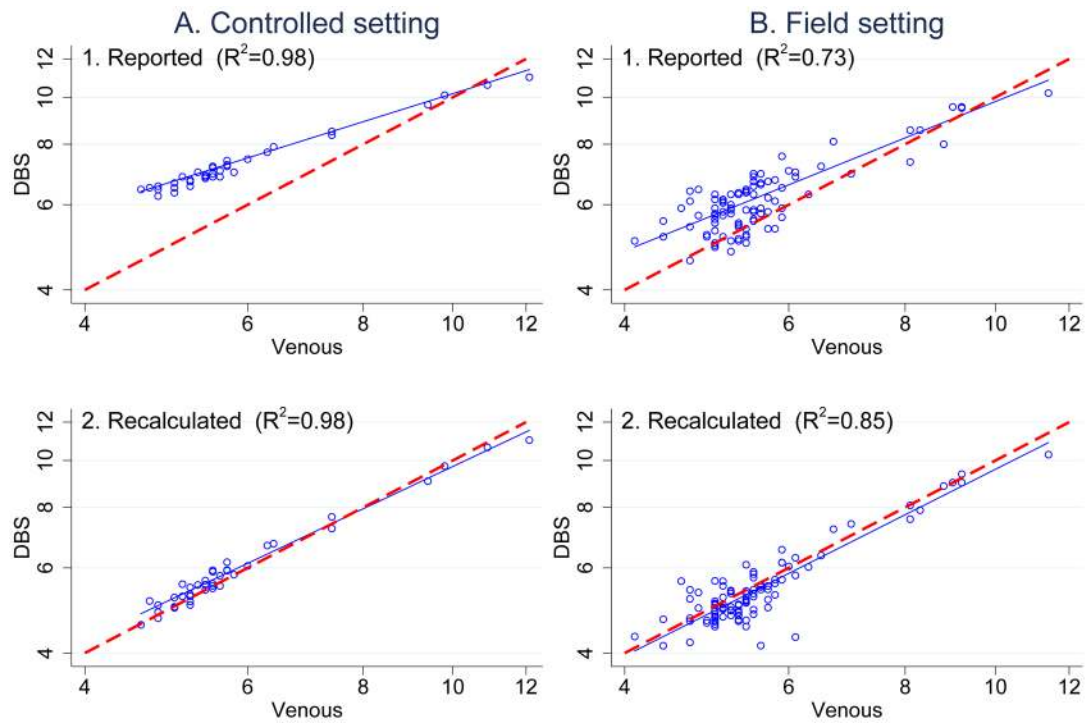 A. Controlled setting
1. Reported (R²=0.98)
12
10
8
6
4
DBS
4 6 8 10 12
Venous
B. Field setting
1. Reported (R²=0.73)
12
10
8
6
4
DBS
4 6 8 10 12
Venous
2. Recalculated (R²=0.98)
12
10
8
6
4
DBS
4 6 8 10 12
Venous
2. Recalculated (R²=0.85)
12
10
8
6
4
DBS
4 6 8 10 12
Venous